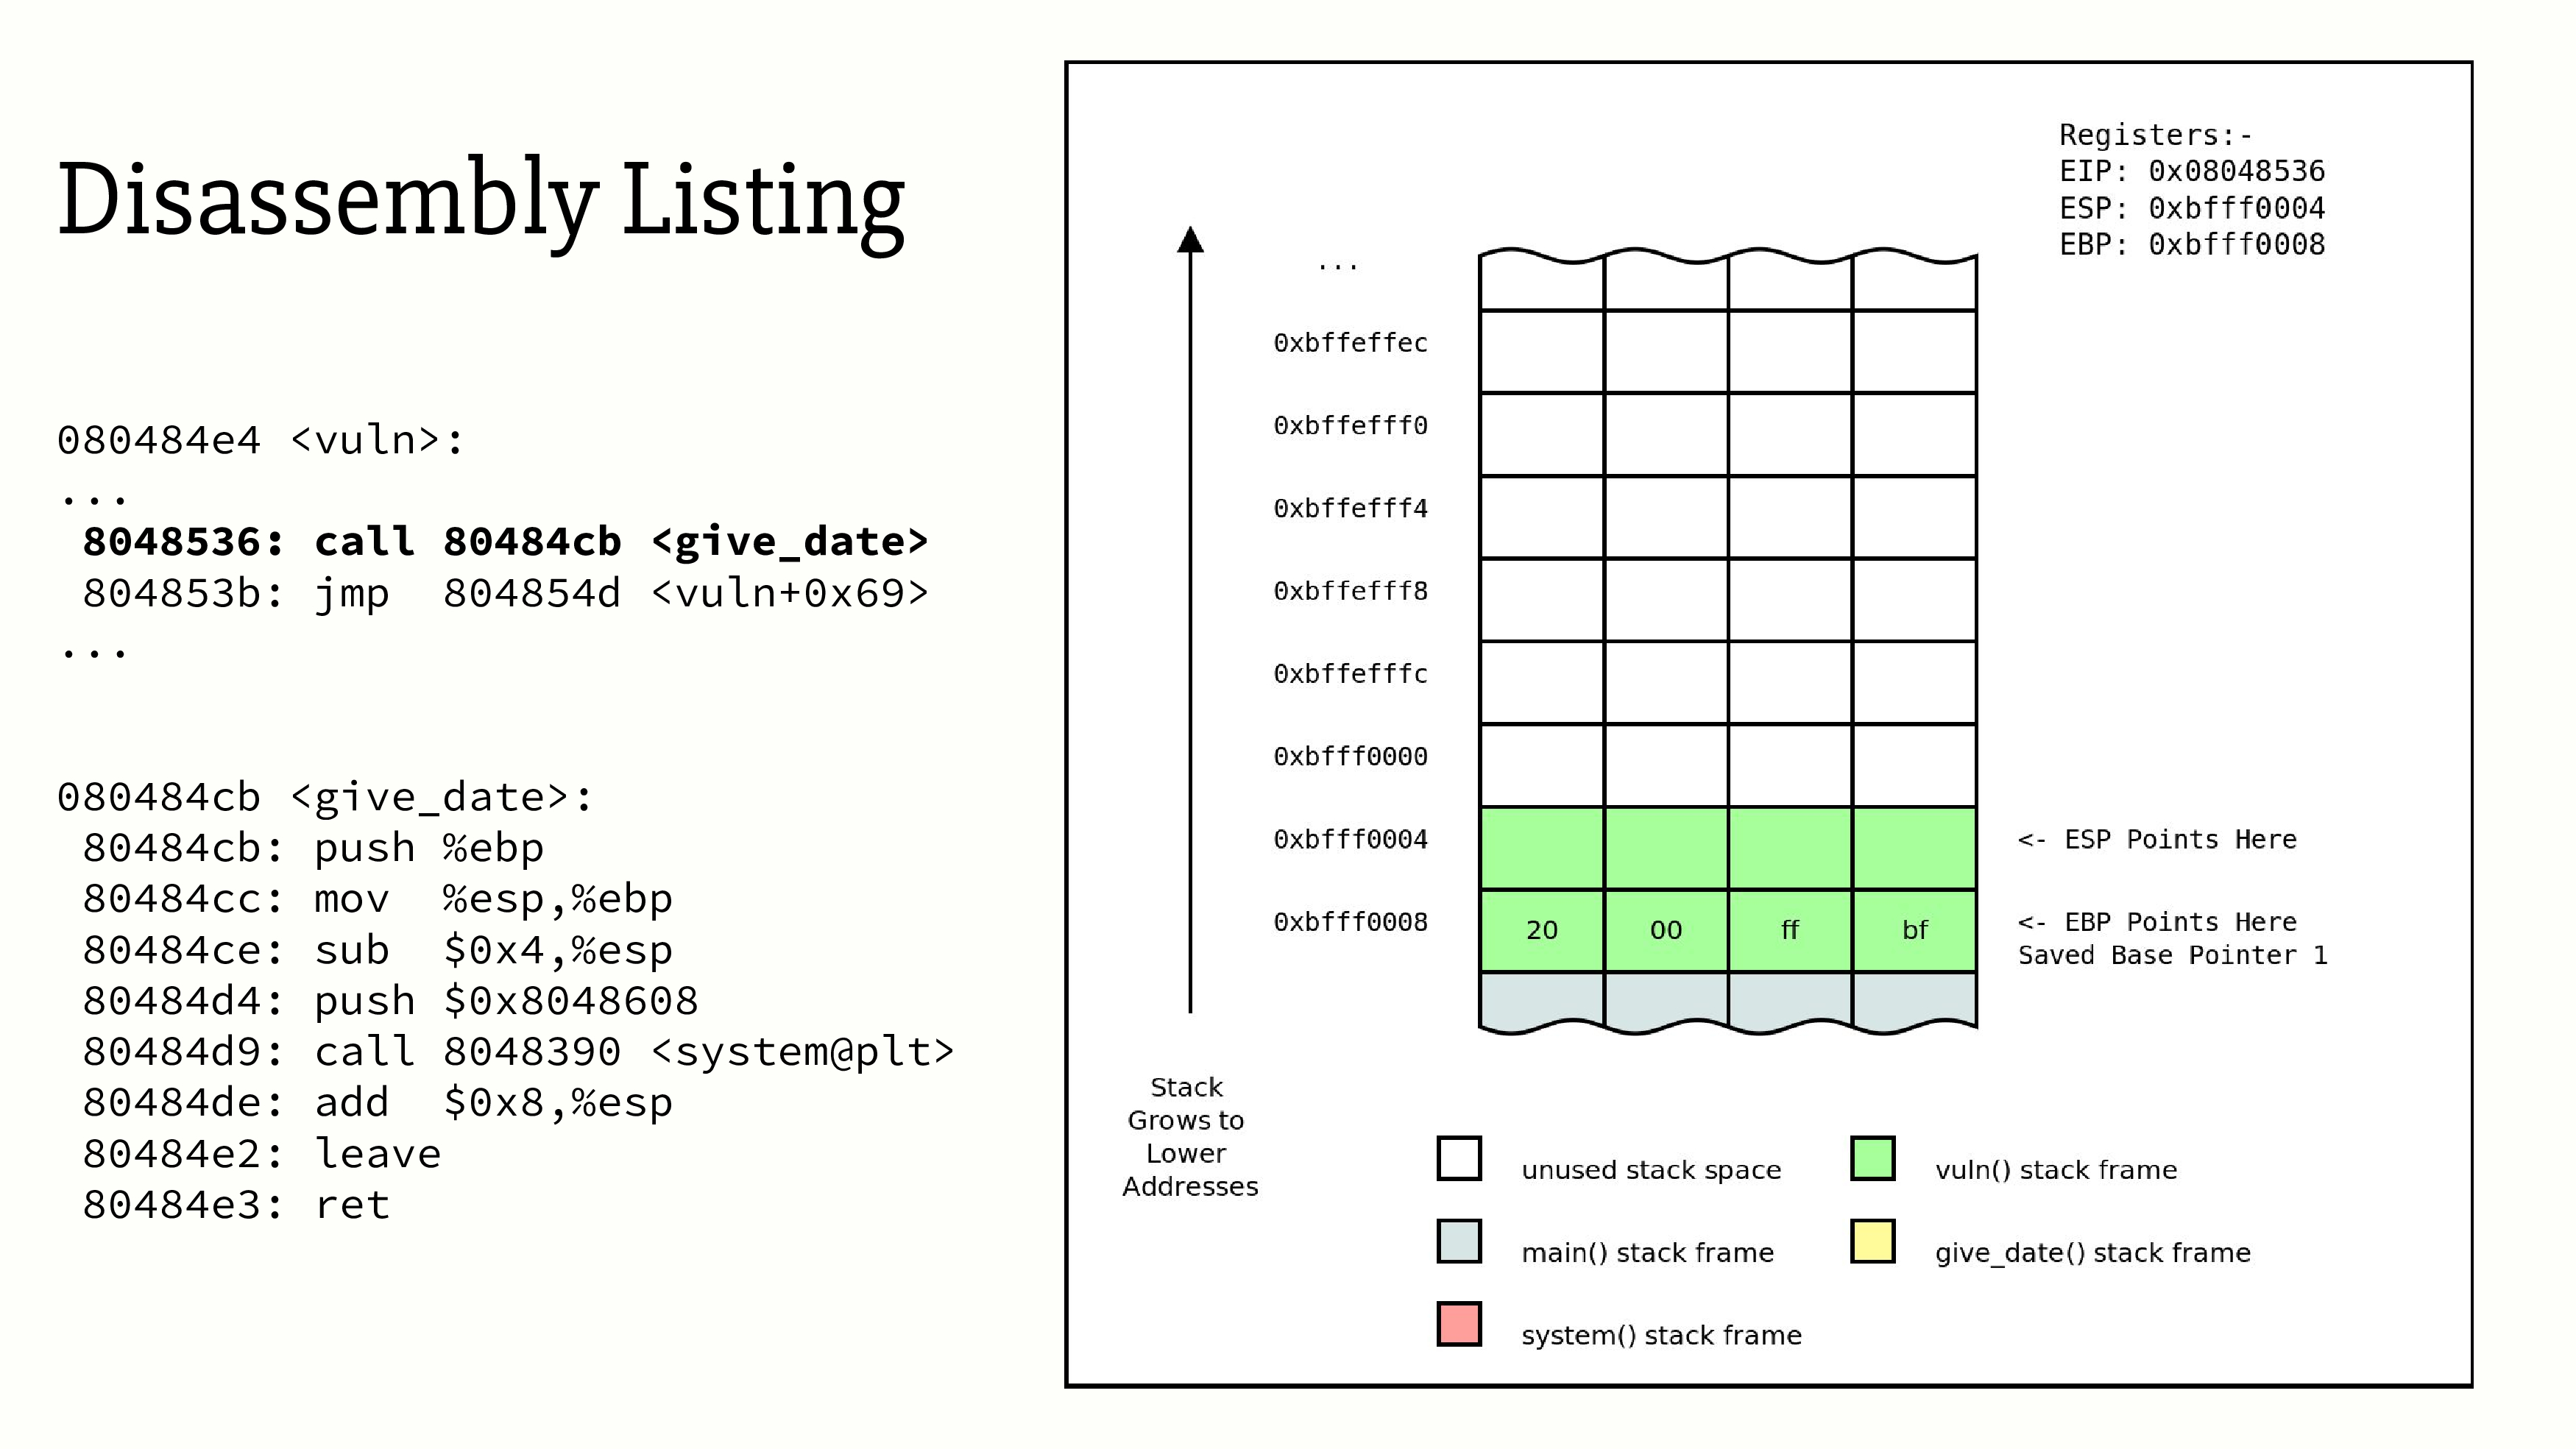 Disassembly Listing
080484e4 <vuln>:
...
8048536: call 80484cb <give_date>
804853b: jmp  804854d <vuln+0x69>
...
080484cb <give_date>:
80484cb: push %ebp
80484cc: mov  %esp,%ebp
80484ce: sub  $0x4,%esp
80484d4: push $0x8048608
80484d9: call 8048390 <system@plt>
80484de: add  $0x8,%esp
80484e2: leave
80484e3: ret
Registers:-
EIP: 0x08048536
ESP: 0xbfff0004
EBP: 0xbfff0008
...
0xbffeffec
0xbffefff0
0xbffefff4
0xbffefff8
0xbffefffc
0xbfff0000
0xbfff0004
<- ESP Points Here
0xbfff0008
20 00 ff bf
<- EBP Points Here
Saved Base Pointer 1
Stack
Grows to
Lower
Addresses
unused stack space
vuln() stack frame
main() stack frame
give_date() stack frame
system() stack frame